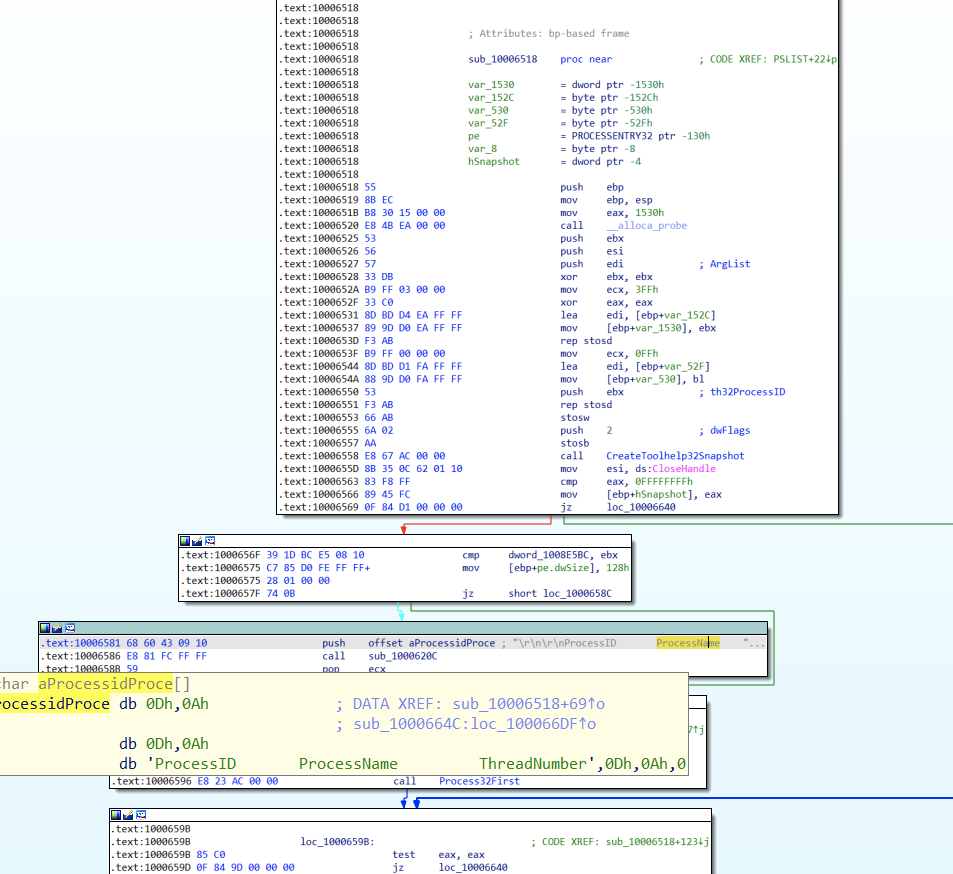 .text:10006518
.text:10006518
.text:10006518 ; Attributes: bp-based frame
.text:10006518
.text:10006518 sub_10006518 proc near ; CODE XREF: PSLIST+22↓p
.text:10006518
.text:10006518 var_1530 = dword ptr -1530h
.text:10006518 var_152C = byte ptr -152Ch
.text:10006518 var_530 = byte ptr -530h
.text:10006518 var_52F = byte ptr -52Fh
.text:10006518 pe = PROCESSENTRY32 ptr -130h
.text:10006518 var_8 = byte ptr -8
.text:10006518 hSnapshot = dword ptr -4
.text:10006518
.text:10006518 55 push ebp
.text:10006519 8B EC mov ebp, esp
.text:1000651B B8 30 15 00 00 mov eax, 1530h
.text:10006520 E8 4B EA 00 00 call __alloca_probe
.text:10006525 53 push ebx
.text:10006526 56 push esi
.text:10006527 57 push edi ; ArgList
.text:10006528 33 DB xor ebx, ebx
.text:1000652A B9 FF 03 00 00 mov ecx, 3FFh
.text:1000652F 33 C0 xor eax, eax
.text:10006531 8D BD D4 EA FF FF lea edi, [ebp+var_152C]
.text:10006537 89 9D D0 EA FF FF mov [ebp+var_1530], ebx
.text:1000653D F3 AB rep stosd
.text:1000653F B9 FF 00 00 00 mov ecx, 0FFh
.text:10006544 8D BD D1 FA FF FF lea edi, [ebp+var_52F]
.text:1000654A 88 9D D0 FA FF FF mov [ebp+var_530], bl
.text:10006550 53 push ebx ; th32ProcessID
.text:10006551 F3 AB rep stosd
.text:10006553 66 AB stosw
.text:10006555 6A 02 push 2 ; dwFlags
.text:10006557 AA stosb
.text:10006558 E8 67 AC 00 00 call CreateToolhelp32Snapshot
.text:1000655D 8B 35 0C 62 01 10 mov esi, ds:CloseHandle
.text:10006563 83 F8 FF cmp eax, 0FFFFFFFFh
.text:10006566 89 45 FC mov [ebp+hSnapshot], eax
.text:10006569 0F 84 D1 00 00 00 jz loc_10006640
.text:1000656F 39 1D BC E5 08 10 cmp dword_1008E5BC, ebx
.text:10006575 C7 85 D0 FE FF FF+ mov [ebp+pe.dwSize], 128h
.text:10006575 28 01 00 00
.text:1000657F 74 0B jz short loc_1000658C
.text:10006581 68 60 43 09 10 push offset aProcessidProce ; "\r\n\r\nProcessID ProcessName "...
.text:10006586 E8 81 FC FF FF call sub_1000620C
.text:1000658B 59 pop ecx
char aProcessidProce[]
rocessidProce db 0Dh,0Ah ; DATA XREF: sub_10006518+69↑o
; sub_1000664C:loc_100066DF↑o
db 0Dh,0Ah
db 'ProcessID ProcessName ThreadNumber',0Dh,0Ah,0
7↑j
.text:10006596 E8 23 AC 00 00 call Process32First
.text:1000659B
.text:1000659B loc_1000659B: ; CODE XREF: sub_10006518+123↓j
.text:1000659B 85 C0 test eax, eax
.text:1000659D 0F 84 9D 00 00 00 jz loc_10006640